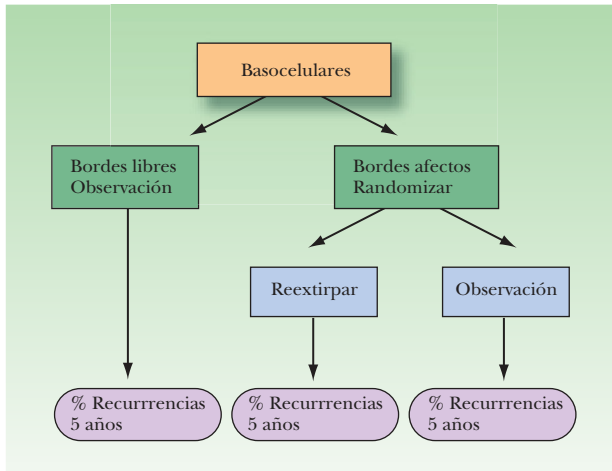 Basocelulares
Bordes libres
Observación
Bordes afectos
Randomizar
Reextirpar
Observación
% Recurrrencias
5 años
% Recurrrencias
5 años
% Recurrrencias
5 años